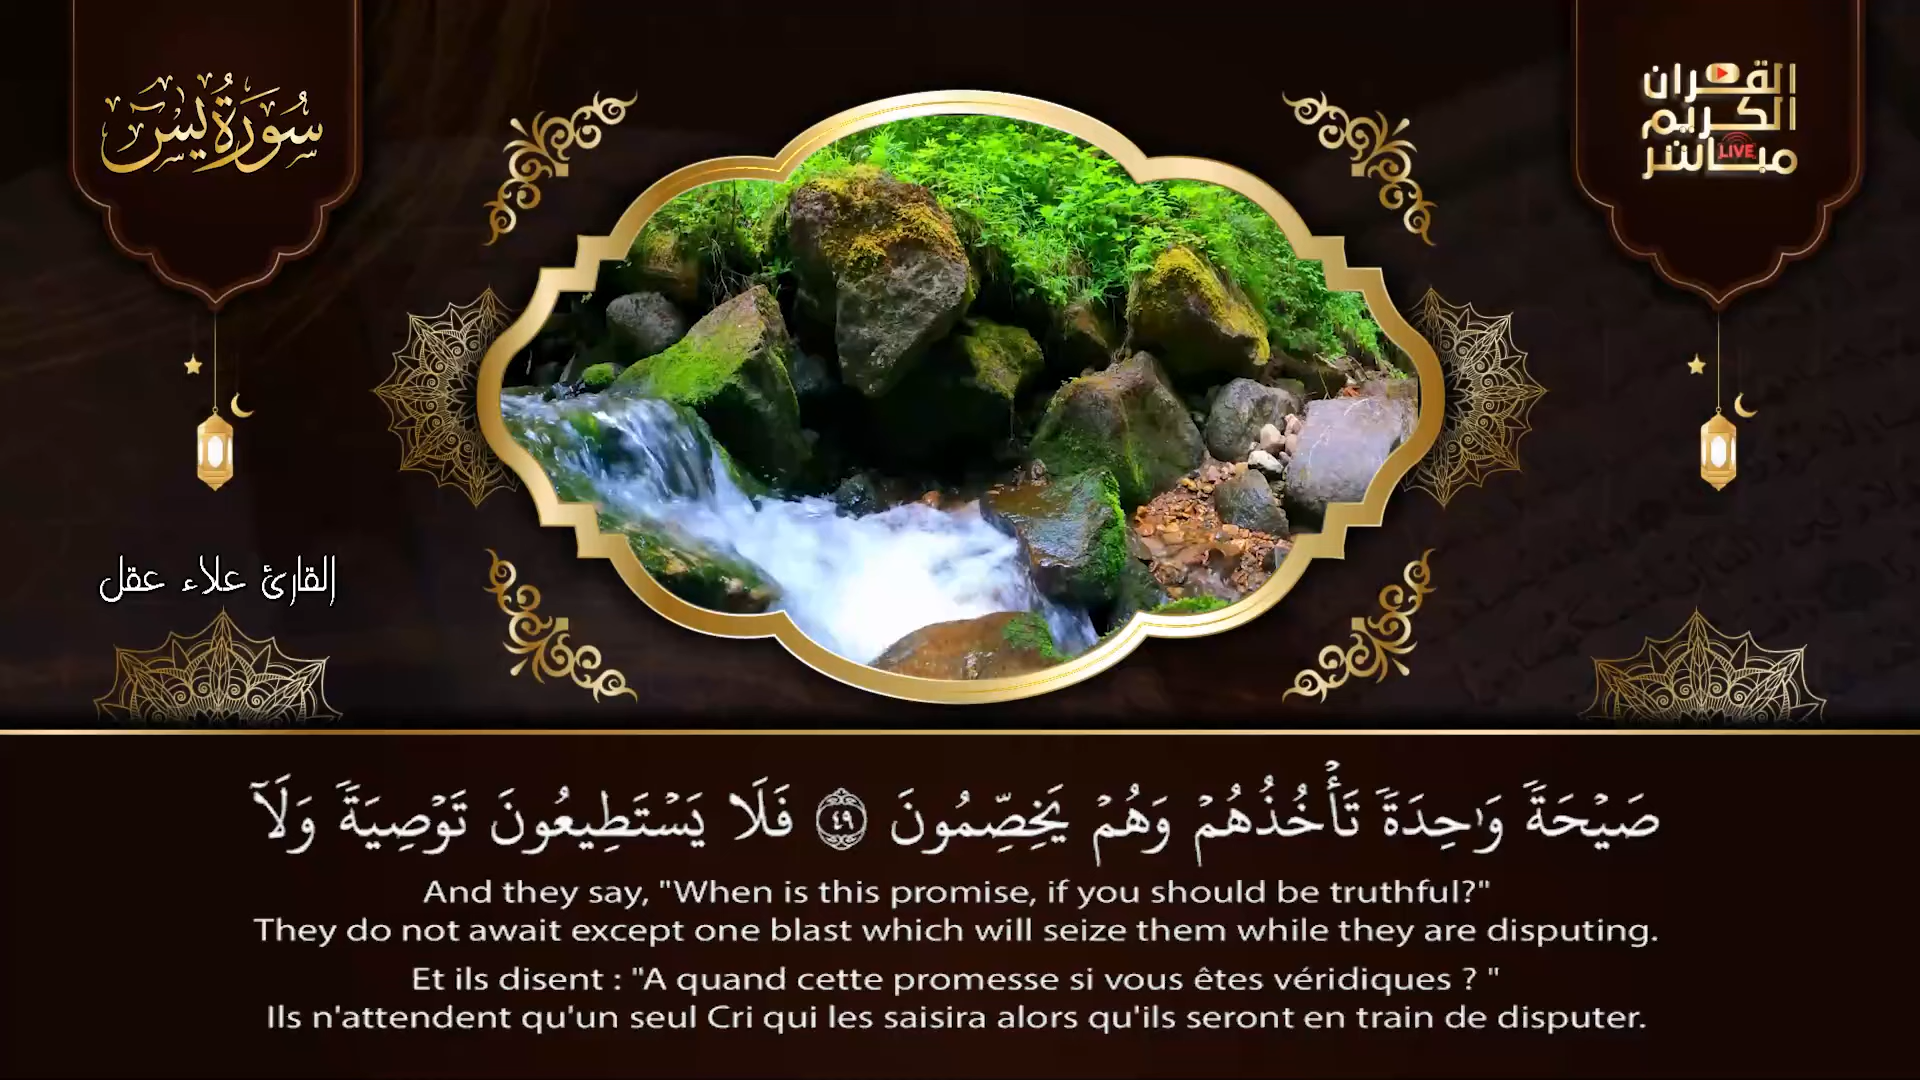 سُورَةُ يس
القرآن
الكريم
مباشر
LIVE
القارئ علاء عقل
صَيْحَةً وَٰحِدَةً تَأْخُذُهُمْ وَهُمْ يَخِصِّمُونَ ٤٩ فَلَا يَسْتَطِيعُونَ تَوْصِيَةً وَلَآ
And they say, "When is this promise, if you should be truthful?"
They do not await except one blast which will seize them while they are disputing.
Et ils disent : "A quand cette promesse si vous êtes véridiques ? "
Ils n'attendent qu'un seul Cri qui les saisira alors qu'ils seront en train de disputer.